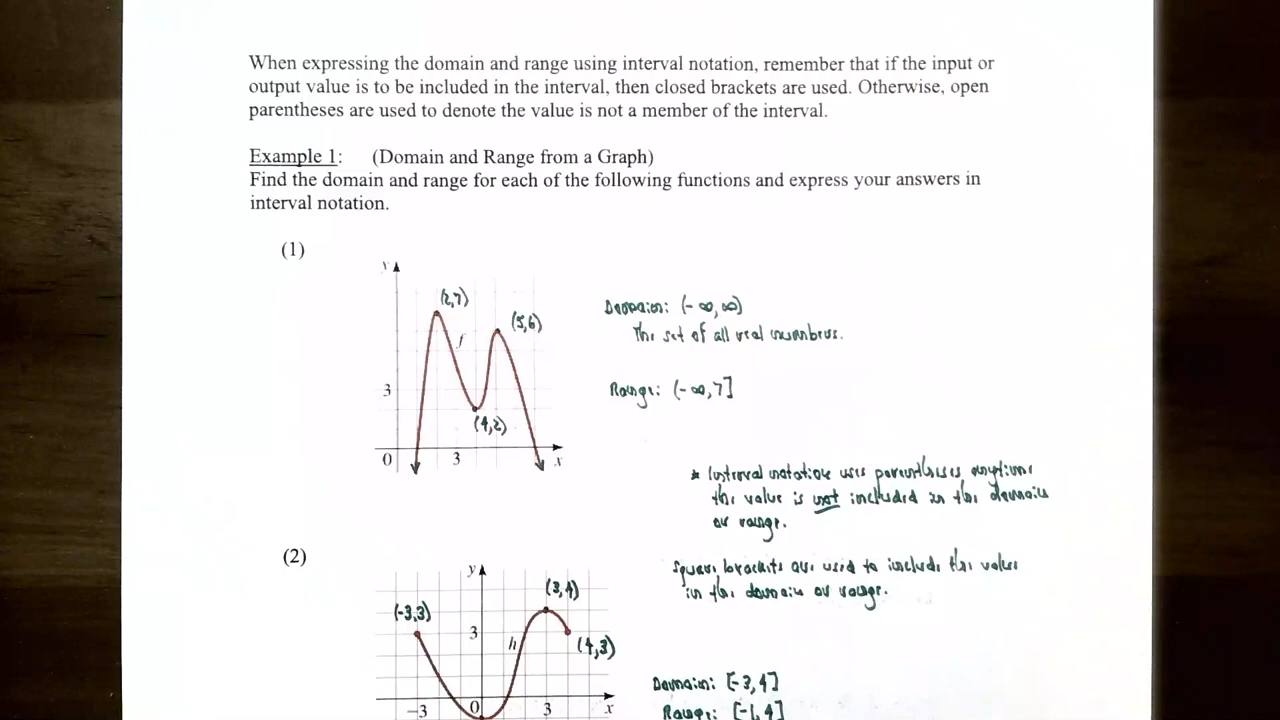 When expressing the domain and range using interval notation, remember that if the input or
output value is to be included in the interval, then closed brackets are used. Otherwise, open
parentheses are used to denote the value is not a member of the interval.
Example 1: (Domain and Range from a Graph)
Find the domain and range for each of the following functions and express your answers in
interval notation.
(1)
y
(2,7)
(5,6)
f
3
(4,2)
0 3 x
Domain: (-∞,∞)
The set of all real numbers.
Range: (-∞,7]
* Interval notation uses parentheses anytime
the value is not included in the domain
or range.
Square brackets are used to include the value
in the domain or range.
(2)
y
(3,4)
(-3,3)
3
h
(4,3)
-3 0 3 x
Domain: [-3,4]
Range: [-1,4]